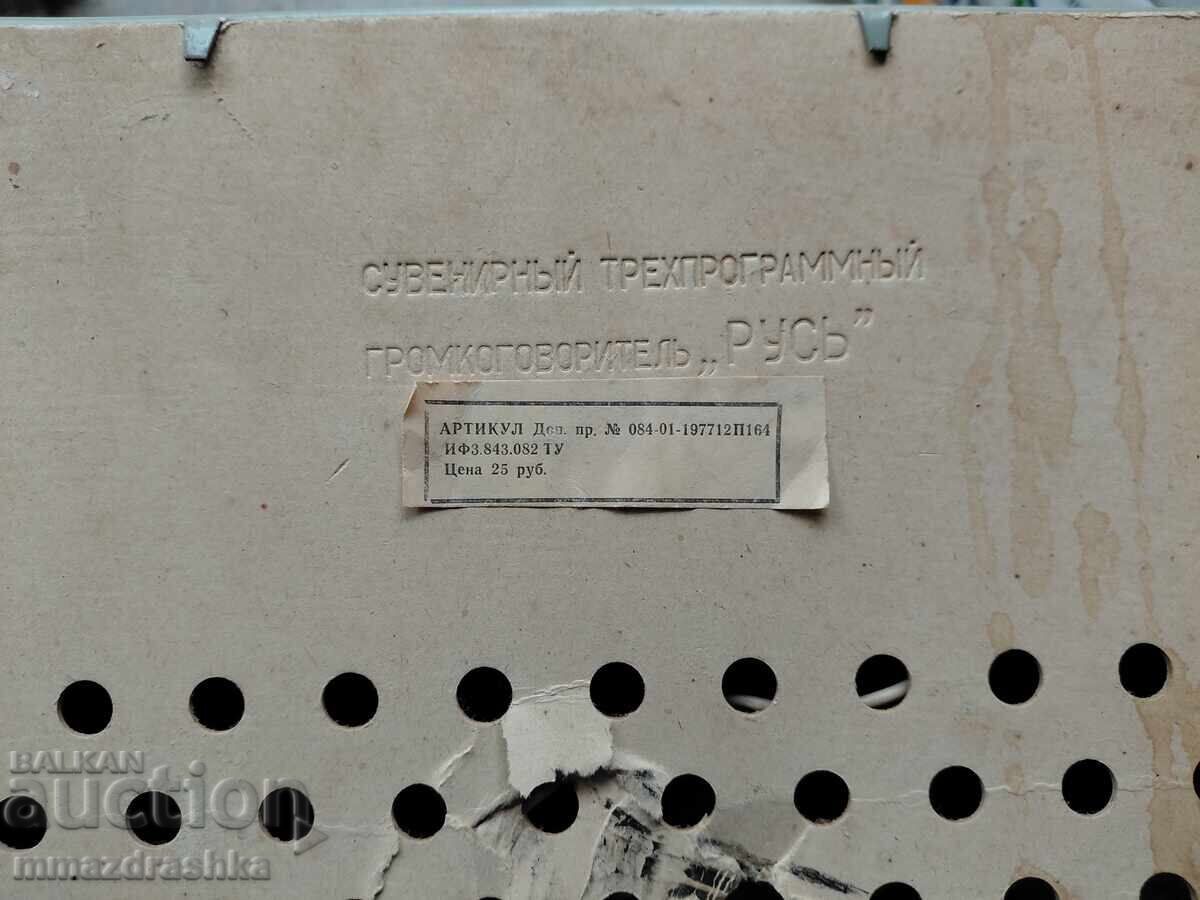 СУВЕНИРНЫЙ ТРЕХПРОГРАММНЫЙ
ГРОМКОГОВОРИТЕЛЬ „РУСЬ”
АРТИКУЛ Доп. пр. № 084-01-197712П164
ИФ3.843.082 ТУ
Цена 25 руб.
BALKAN
auction
mmazdrashka